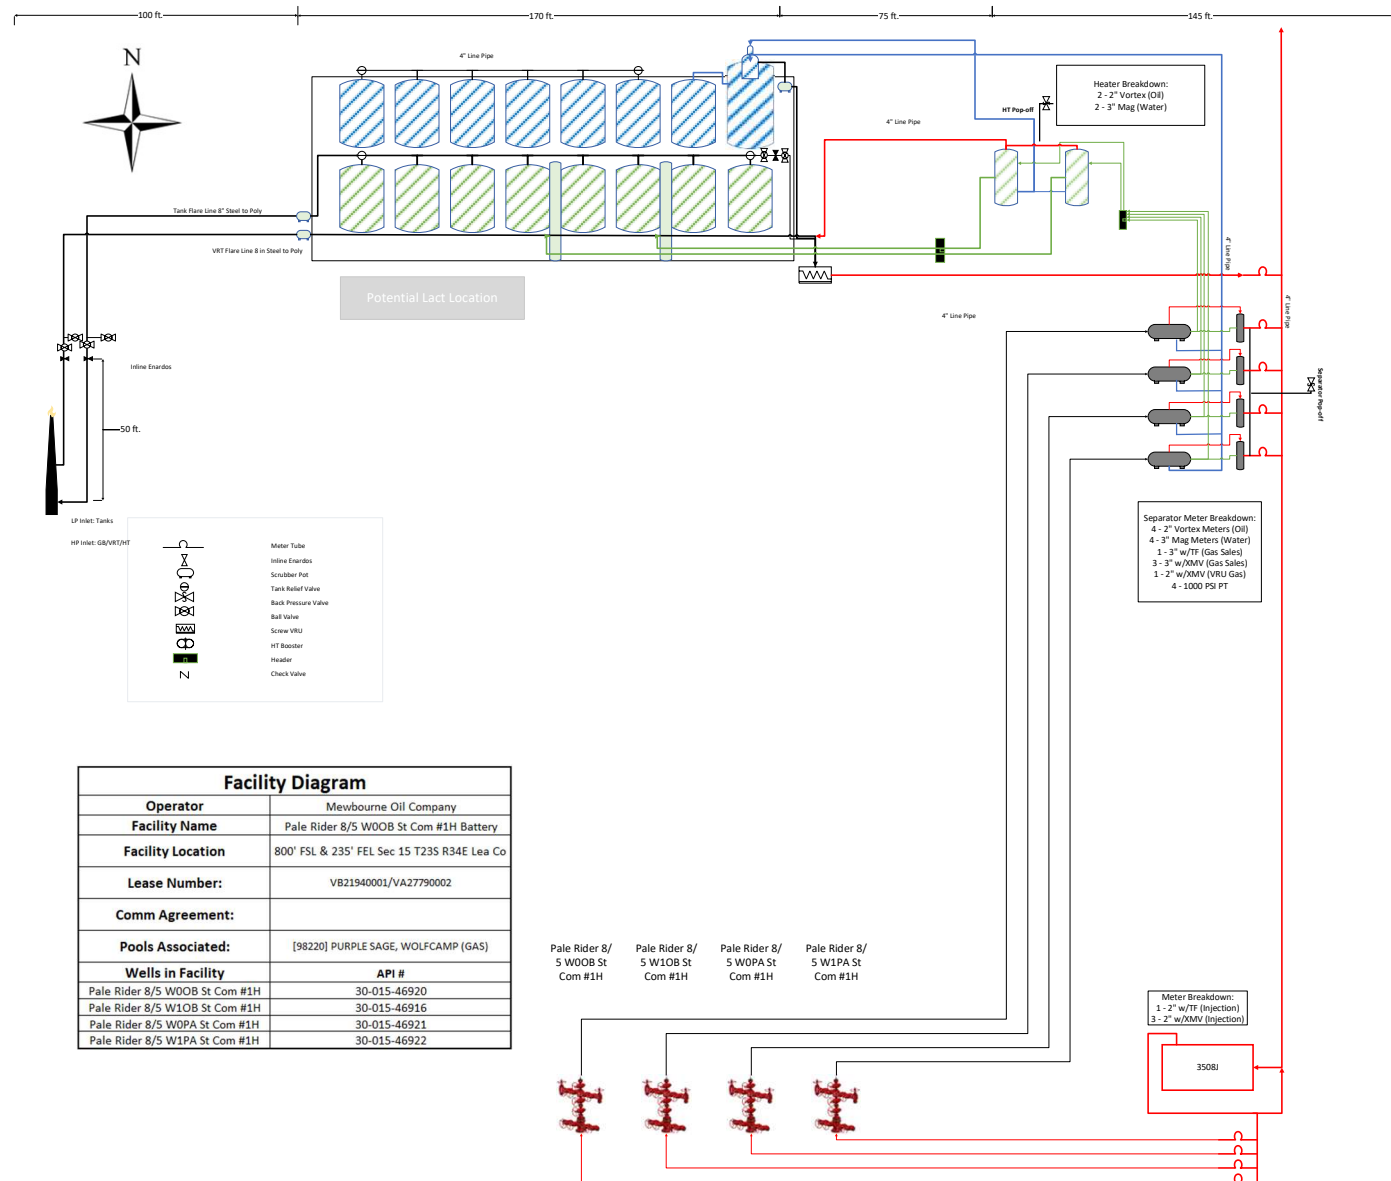 100 ft.
170 ft.
75 ft.
145 ft.
N
4" Line Pipe
HT Pop-off
Heater Breakdown:
2 - 2" Vortex (Oil)
2 - 3" Mag (Water)
4" Line Pipe
Tank Flare Line 8" Steel to Poly
VRT Flare Line 8 in Steel to Poly
4" Line Pipe
4" Line Pipe
Potential Lact Location
4" Line Pipe
Inline Enardos
Separator Pop-off
50 ft.
LP Inlet: Tanks
HP Inlet: GB/VRT/HT
Meter Tube
Inline Enardos
Scrubber Pot
Tank Relief Valve
Back Pressure Valve
Ball Valve
Screw VRU
HT Booster
Header
Check Valve
Separator Meter Breakdown:
4 - 2" Vortex Meters (Oil)
4 - 3" Mag Meters (Water)
1 - 3" w/TF (Gas Sales)
3 - 3" w/XMV (Gas Sales)
1 - 2" w/XMV (VRU Gas)
4 - 1000 PSI PT
Facility Diagram
Operator Mewbourne Oil Company
Facility Name Pale Rider 8/5 W0OB St Com #1H Battery
Facility Location 800' FSL & 235' FEL Sec 15 T23S R34E Lea Co
Lease Number: VB21940001/VA27790002
Comm Agreement:
Pools Associated: [98220] PURPLE SAGE, WOLFCAMP (GAS)
Wells in Facility API #
Pale Rider 8/5 W0OB St Com #1H 30-015-46920
Pale Rider 8/5 W1OB St Com #1H 30-015-46916
Pale Rider 8/5 W0PA St Com #1H 30-015-46921
Pale Rider 8/5 W1PA St Com #1H 30-015-46922
Pale Rider 8/
5 W0OB St
Com #1H
Pale Rider 8/
5 W1OB St
Com #1H
Pale Rider 8/
5 W0PA St
Com #1H
Pale Rider 8/
5 W1PA St
Com #1H
Meter Breakdown:
1 - 2" w/TF (Injection)
3 - 2" w/XMV (Injection)
3508J